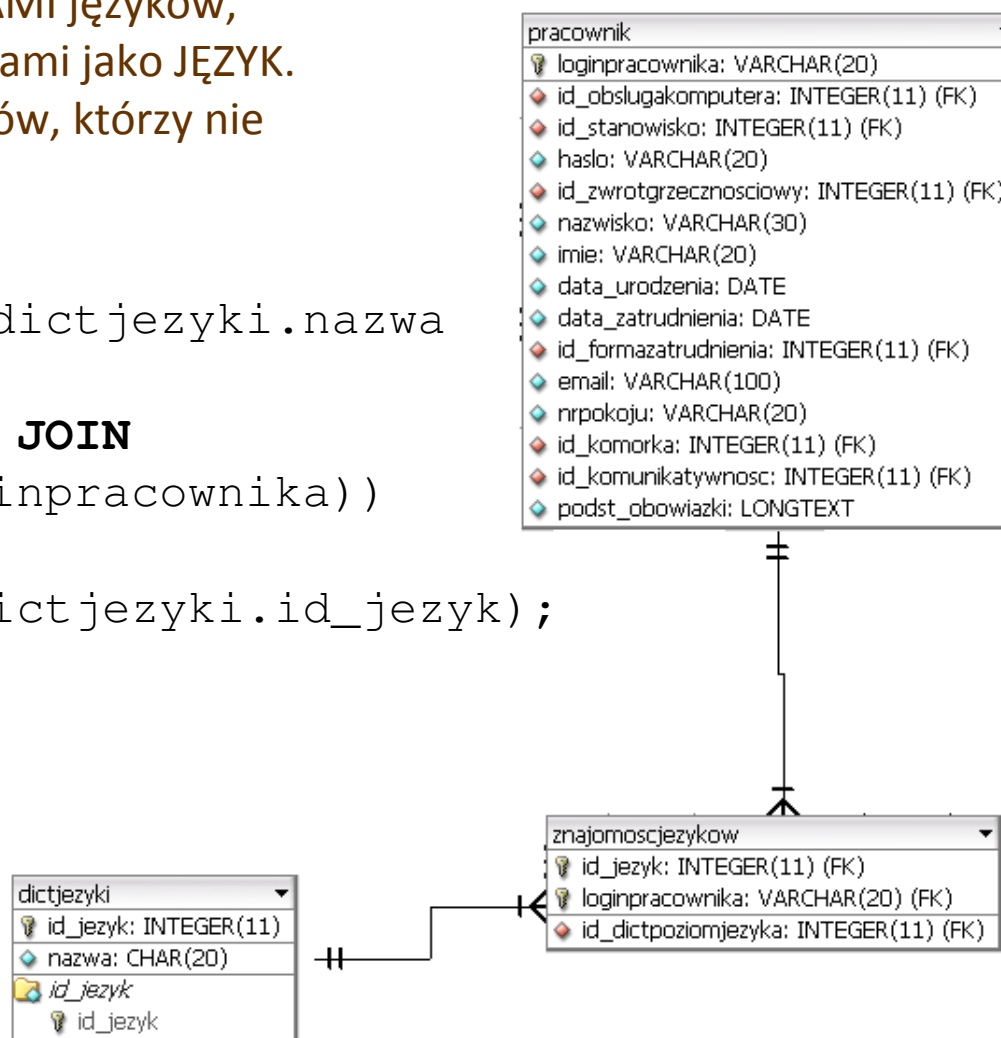 języków,
jako JĘZYK.
którzy nie
dictjezyki.nazwa
JOIN
pracownik
loginpracownika: VARCHAR(20)
id_obslugakomputera: INTEGER(11) (FK)
id_stanowisko: INTEGER(11) (FK)
haslo: VARCHAR(20)
id_zwrotgrzecznosciowy: INTEGER(11) (FK)
nazwisko: VARCHAR(30)
imie: VARCHAR(20)
data_urodzenia: DATE
data_zatrudnienia: DATE
id_formazatrudnienia: INTEGER(11) (FK)
email: VARCHAR(100)
nrpokoju: VARCHAR(20)
id_komorka: INTEGER(11) (FK)
id_komunikatywnosc: INTEGER(11) (FK)
podst_obowiazki: LONGTEXT
inpracownika))
ictjezyki.id_jezyk);
znajomoscjezykow
id_jezyk: INTEGER(11) (FK)
loginpracownika: VARCHAR(20) (FK)
id_dictpoziomjezyka: INTEGER(11) (FK)
dictjezyki
id_jezyk: INTEGER(11)
nazwa: CHAR(20)
id_jezyk
id_jezyk